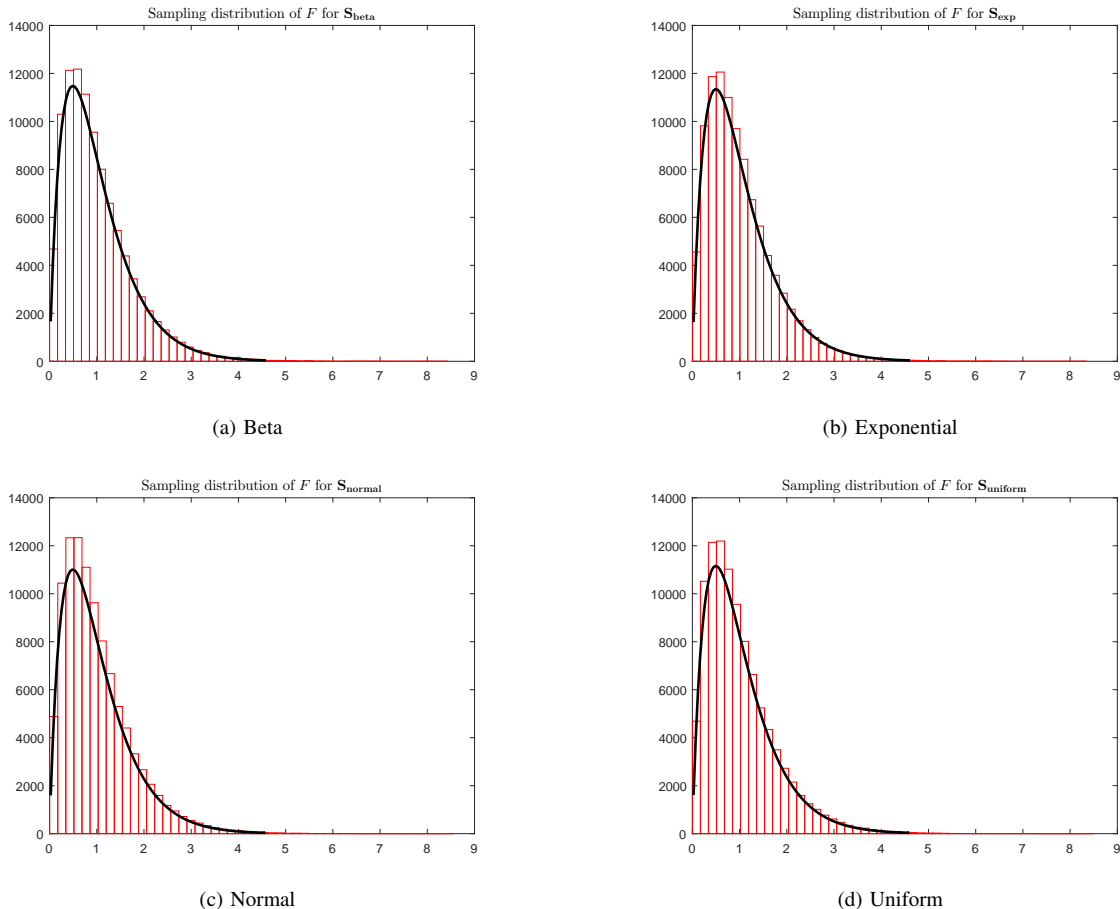 Sampling distribution of F for S_beta
14000
12000
10000
8000
6000
4000
2000
0
0 1 2 3 4 5 6 7 8 9
(a) Beta
Sampling distribution of F for S_exp
14000
12000
10000
8000
6000
4000
2000
0
0 1 2 3 4 5 6 7 8 9
(b) Exponential
Sampling distribution of F for S_normal
14000
12000
10000
8000
6000
4000
2000
0
0 1 2 3 4 5 6 7 8 9
(c) Normal
Sampling distribution of F for S_uniform
14000
12000
10000
8000
6000
4000
2000
0
0 1 2 3 4 5 6 7 8 9
(d) Uniform